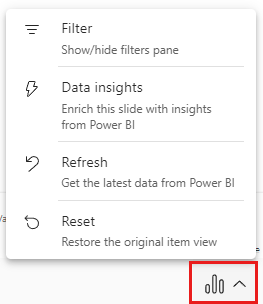 Filter
Show/hide filters pane
Data insights
Enrich this slide with insights
from Power BI
Refresh
Get the latest data from Power BI
Reset
Restore the original item view